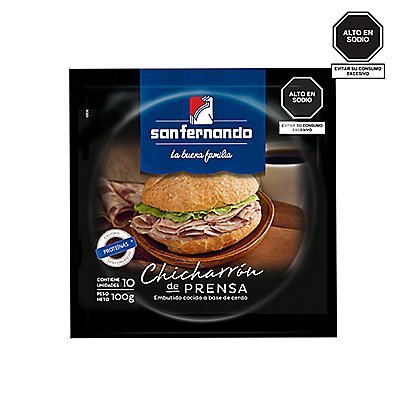 ALTO EN
SODIO
EVITAR SU CONSUMO
EXCESIVO
ALTO EN
SODIO
EVITAR SU CONSUMO
EXCESIVO
san fernando
La buena familia
PROTEÍNAS
CONTIENE
UNIDADES 10
PESO
NETO 100g
Chicharrón
de PRENSA
Embutido cocido a base de cerdo